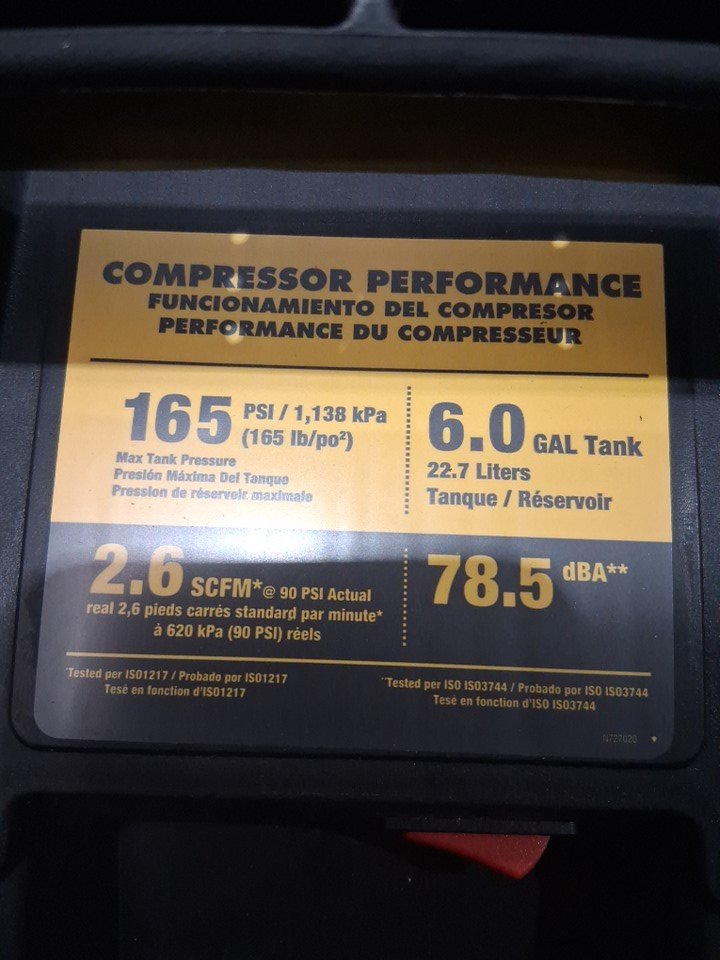 COMPRESSOR PERFORMANCE
FUNCIONAMIENTO DEL COMPRESOR
PERFORMANCE DU COMPRESSEUR
165 PSI / 1,138 kPa
(165 lb/po²)
Max Tank Pressure
Presión Máxima Del Tanque
Pression de réservoir maximale
6.0 GAL Tank
22.7 Liters
Tanque / Réservoir
2.6 SCFM* @ 90 PSI Actual
real 2,6 pieds carrés standard par minute*
à 620 kPa (90 PSI) réels
78.5 dBA**
*Tested per ISO1217 / Probado por ISO1217
Tesé en fonction d'ISO1217
**Tested per ISO ISO3744 / Probado por ISO ISO3744
Tesé en fonction d'ISO ISO3744
N727020